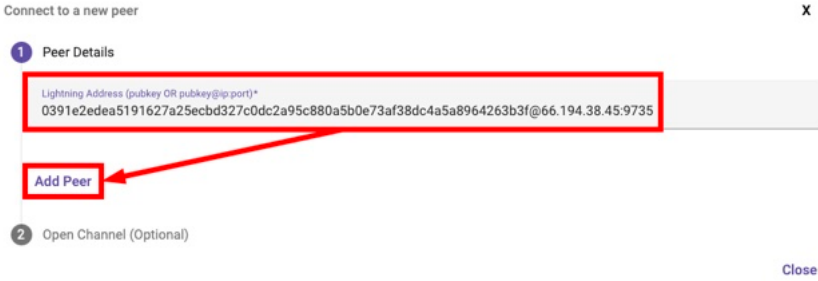 Connect to a new peer
X
1 Peer Details
Lightning Address (pubkey OR pubkey@ip:port)*
0391e2edea5191627a25ecbd327c0dc2a95c880a5b0e73af38dc4a5a8964263b3f@66.194.38.45:9735
Add Peer
2 Open Channel (Optional)
Close